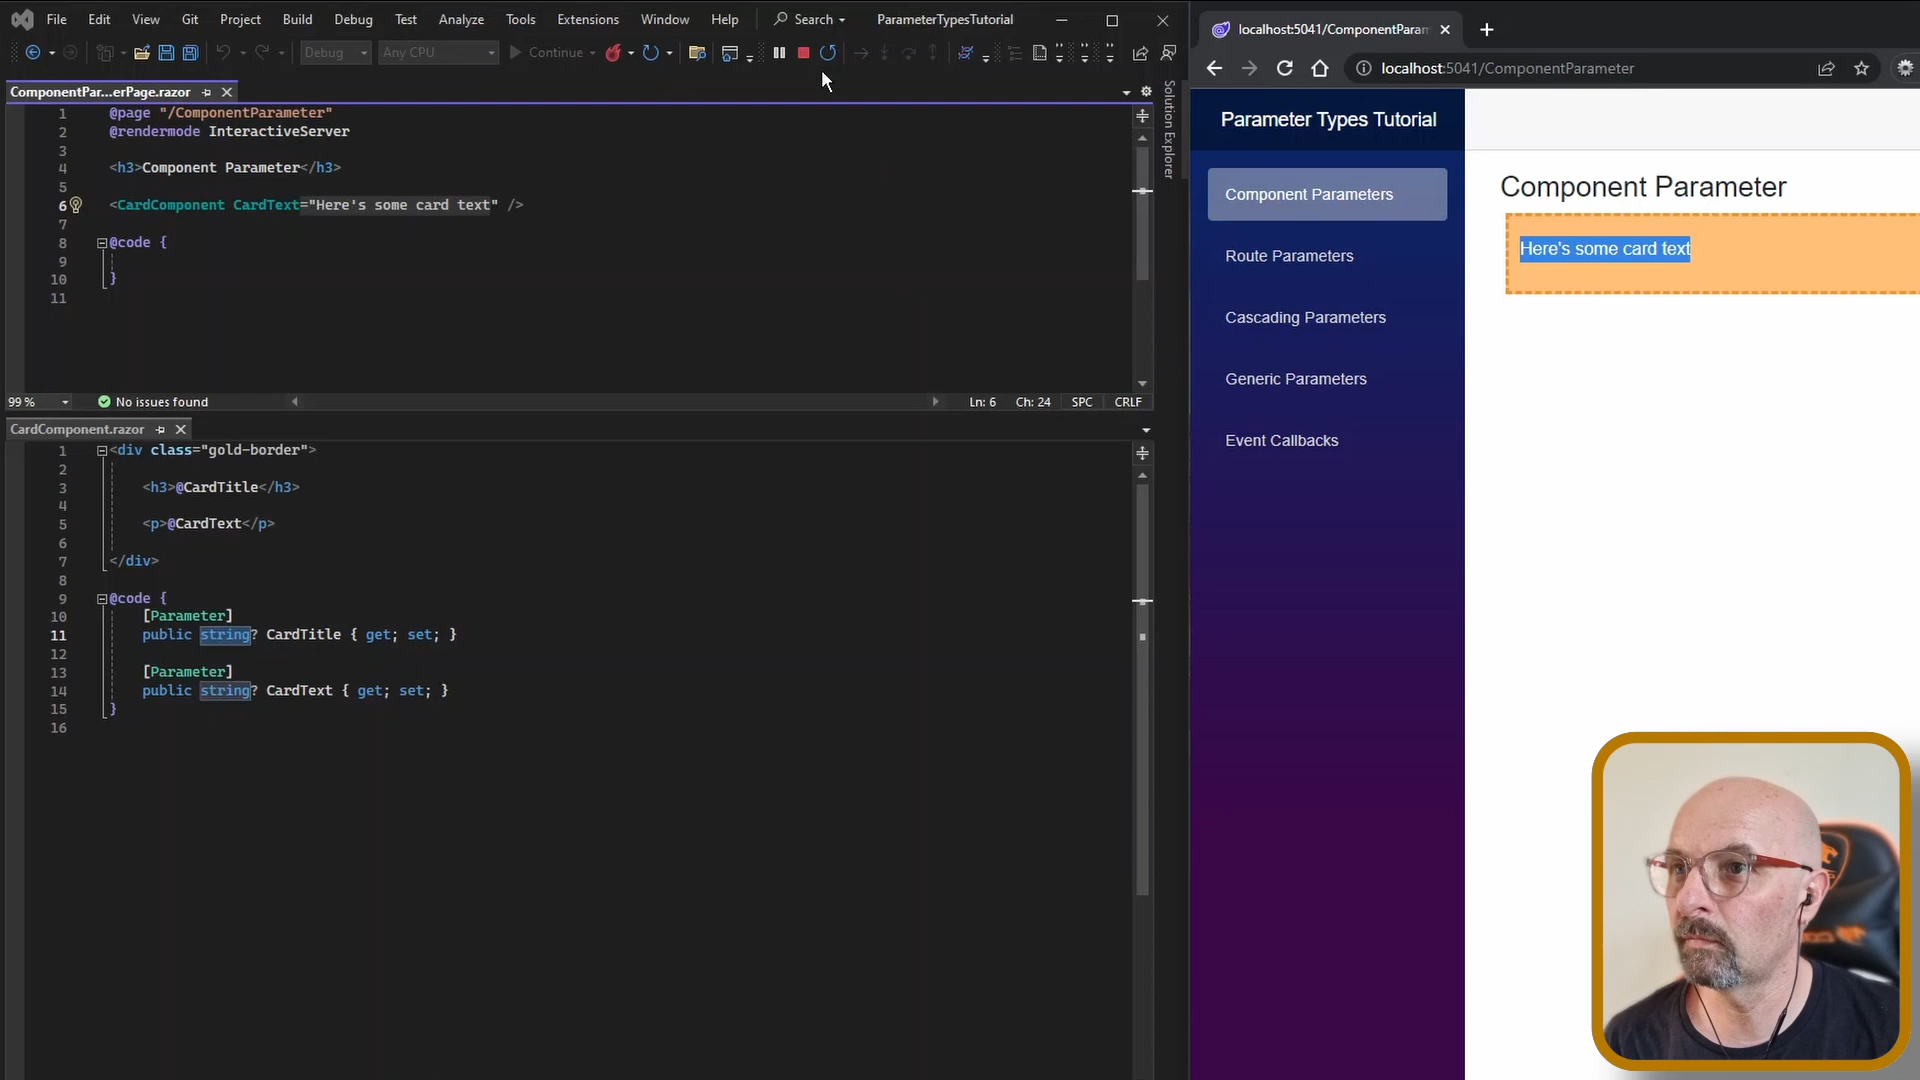 File Edit View Git Project Build Debug Test Analyze Tools Extensions Window Help Search ParameterTypesTutorial
Debug Any CPU Continue
ComponentPar...erPage.razor
1 @page "/ComponentParameter"
2 @rendermode InteractiveServer
3
4 <h3>Component Parameter</h3>
5
6 <CardComponent CardText="Here's some card text" />
7
8 @code {
9
10 }
11
99 % No issues found Ln: 6 Ch: 24 SPC CRLF
CardComponent.razor
1 <div class="gold-border">
2
3 <h3>@CardTitle</h3>
4
5 <p>@CardText</p>
6
7 </div>
8
9 @code {
10 [Parameter]
11 public string? CardTitle { get; set; }
12
13 [Parameter]
14 public string? CardText { get; set; }
15 }
16
Solution Explorer
localhost:5041/ComponentParam
localhost:5041/ComponentParameter
Parameter Types Tutorial
Component Parameters
Route Parameters
Cascading Parameters
Generic Parameters
Event Callbacks
Component Parameter
Here's some card text